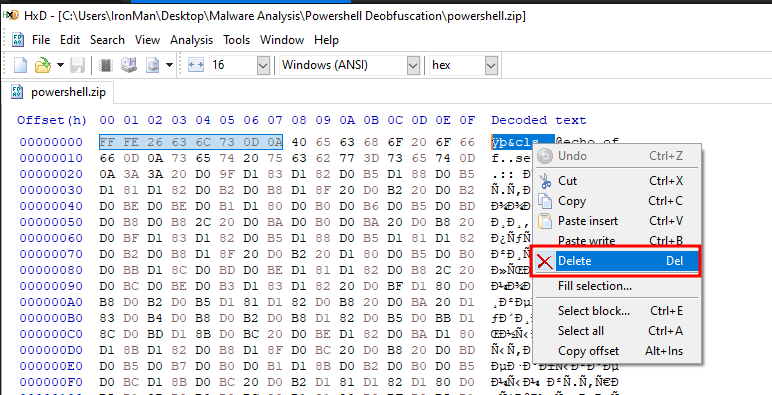 HxD - [C:\Users\IronMan\Desktop\Malware Analysis\Powershell Deobfuscation\powershell.zip]
File Edit Search View Analysis Tools Window Help
16 Windows (ANSI) hex
powershell.zip
Offset(h) 00 01 02 03 04 05 06 07 08 09 0A 0B 0C 0D 0E 0F Decoded text
00000000 FF FE 26 63 6C 73 0D 0A 40 65 63 68 6F 20 6F 66 ÿþ&cls..@echo of
00000010 66 0D 0A 73 65 74 20 75 63 62 77 3D 73 65 74 0D f..se
00000020 0A 3A 3A 20 D0 9F D1 83 D1 82 D0 B5 D1 88 D0 B5 .:: Ð
00000030 D1 81 D1 82 D0 B2 D0 B8 D1 8F 20 D0 B2 20 D0 B2 Ñ.Ñ‚Ð
00000040 D0 BE D0 BE D0 B1 D1 80 D0 B0 D0 B6 D0 B5 D0 BD Ð¾Ð¾Ð
00000050 D0 B8 D0 B8 2C 20 D0 BA D0 B0 D0 BA 20 D0 B8 20 Ð¸Ð¸,
00000060 D0 BF D1 83 D1 82 D0 B5 D1 88 D0 B5 D1 81 D1 82 Ð¿ÑƒÑ
00000070 D0 B2 D0 B8 D1 8F 20 D0 B2 20 D1 80 D0 B5 D0 B0 Ð²Ð¸Ñ
00000080 D0 BB D1 8C D0 BD D0 BE D1 81 D1 82 D0 B8 2C 20 Ð»ÑŒÐ
00000090 D0 BC D0 BE D0 B3 D1 83 D1 82 20 D0 BF D1 80 D0 Ð¼Ð¾Ð
000000A0 B8 D0 B2 D0 B5 D1 81 D1 82 D0 B8 20 D0 BA 20 D1 ¸Ð²Ðµ
000000B0 83 D0 B4 D0 B8 D0 B2 D0 B8 D1 82 D0 B5 D0 BB D1 ƒÐ´Ð¸
000000C0 8C D0 BD D1 8B D0 BC 20 D0 BE D1 82 D0 BA D1 80 ŒÐ½Ñ‹Ð¼ Ð¾Ñ‚ÐºÑ€
000000D0 D1 8B D1 82 D0 B8 D1 8F D0 BC 20 D0 B8 20 D0 BD Ñ‹Ñ‚Ð¸Ñ.Ð¼ Ð¸ Ð½
000000E0 D0 B5 D0 B7 D0 B0 D0 B1 D1 8B D0 B2 D0 B0 D0 B5
000000F0 D0 BC D1 8B D0 BC 20 D0 B2 D1 81 D1 82 D1 80 D0
Undo Ctrl+Z
Cut Ctrl+X
Copy Ctrl+C
Paste insert Ctrl+V
Paste write Ctrl+B
Delete Del
Fill selection...
Select block... Ctrl+E
Select all Ctrl+A
Copy offset Alt+Ins